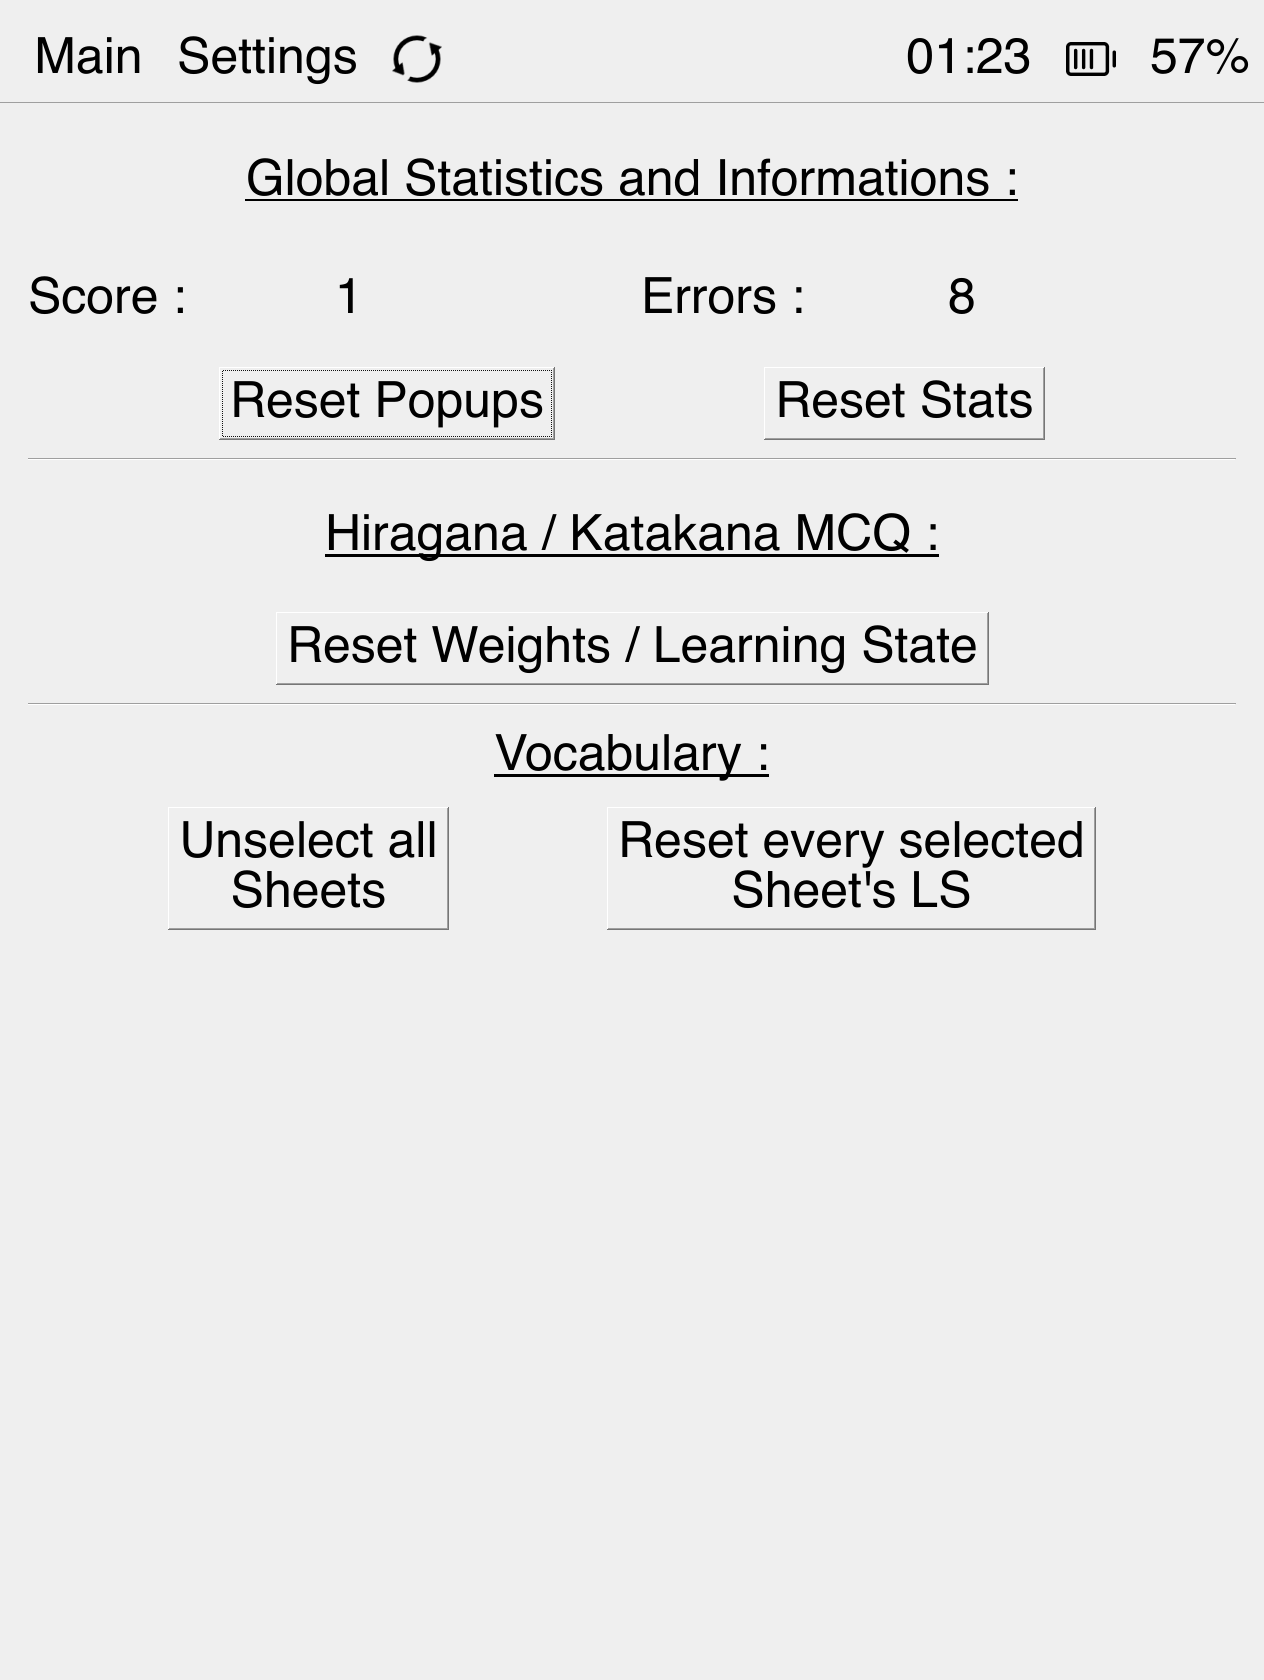 Main Settings 01:23 57%
Global Statistics and Informations :
Score : 1 Errors : 8
Reset Popups Reset Stats
Hiragana / Katakana MCQ :
Reset Weights / Learning State
Vocabulary :
Unselect all
Sheets
Reset every selected
Sheet's LS